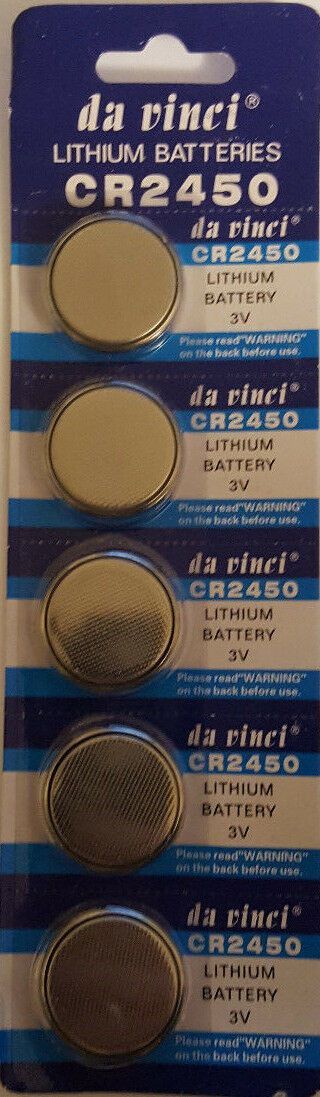 da vinci®
LITHIUM BATTERIES
CR2450
da vinci®
CR2450
LITHIUM
BATTERY
3V
Please read"WARNING"
on the back before use.
da vinci®
CR2450
LITHIUM
BATTERY
3V
Please read"WARNING"
on the back before use.
da vinci®
CR2450
LITHIUM
BATTERY
3V
Please read"WARNING"
on the back before use.
da vinci®
CR2450
LITHIUM
BATTERY
3V
Please read"WARNING"
on the back before use.
da vinci®
CR2450
LITHIUM
BATTERY
3V
Please read"WARNING"
on the back before use.